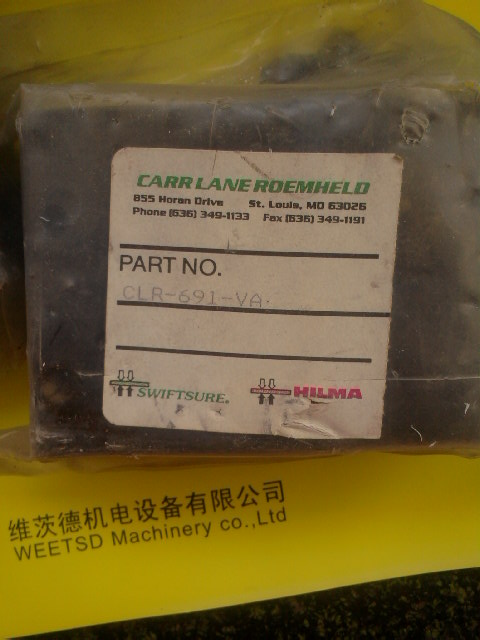 CARR LANE ROEMHELD
855 Horan Drive St. Louis, MO 63026
Phone (636) 349-1133 Fax (636) 349-1191
PART NO.
CLR-691-VA
SWIFTSURE. HILMA
维茨德机电设备有限公司
WEETSD Machinery co.,Ltd